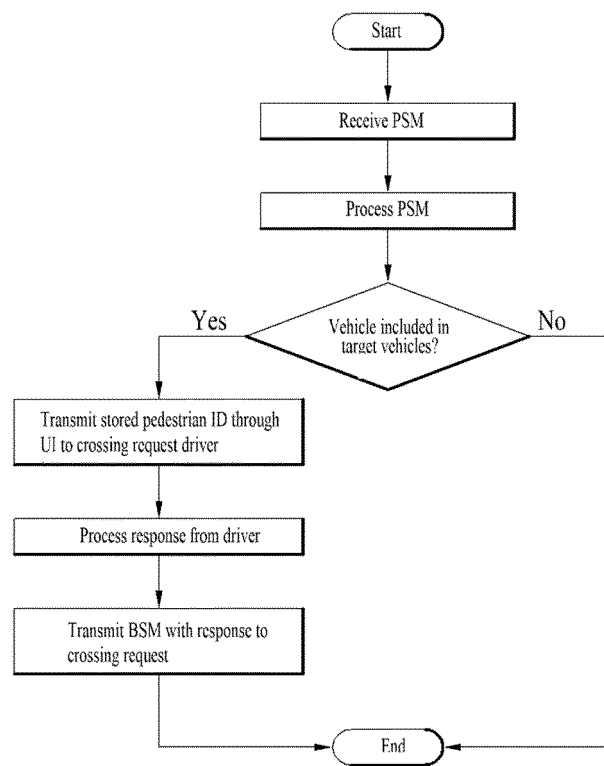 Start
Receive PSM
Process PSM
Vehicle included in
target vehicles?
Yes
No
Transmit stored pedestrian ID through
UI to crossing request driver
Process response from driver
Transmit BSM with response to
crossing request
End